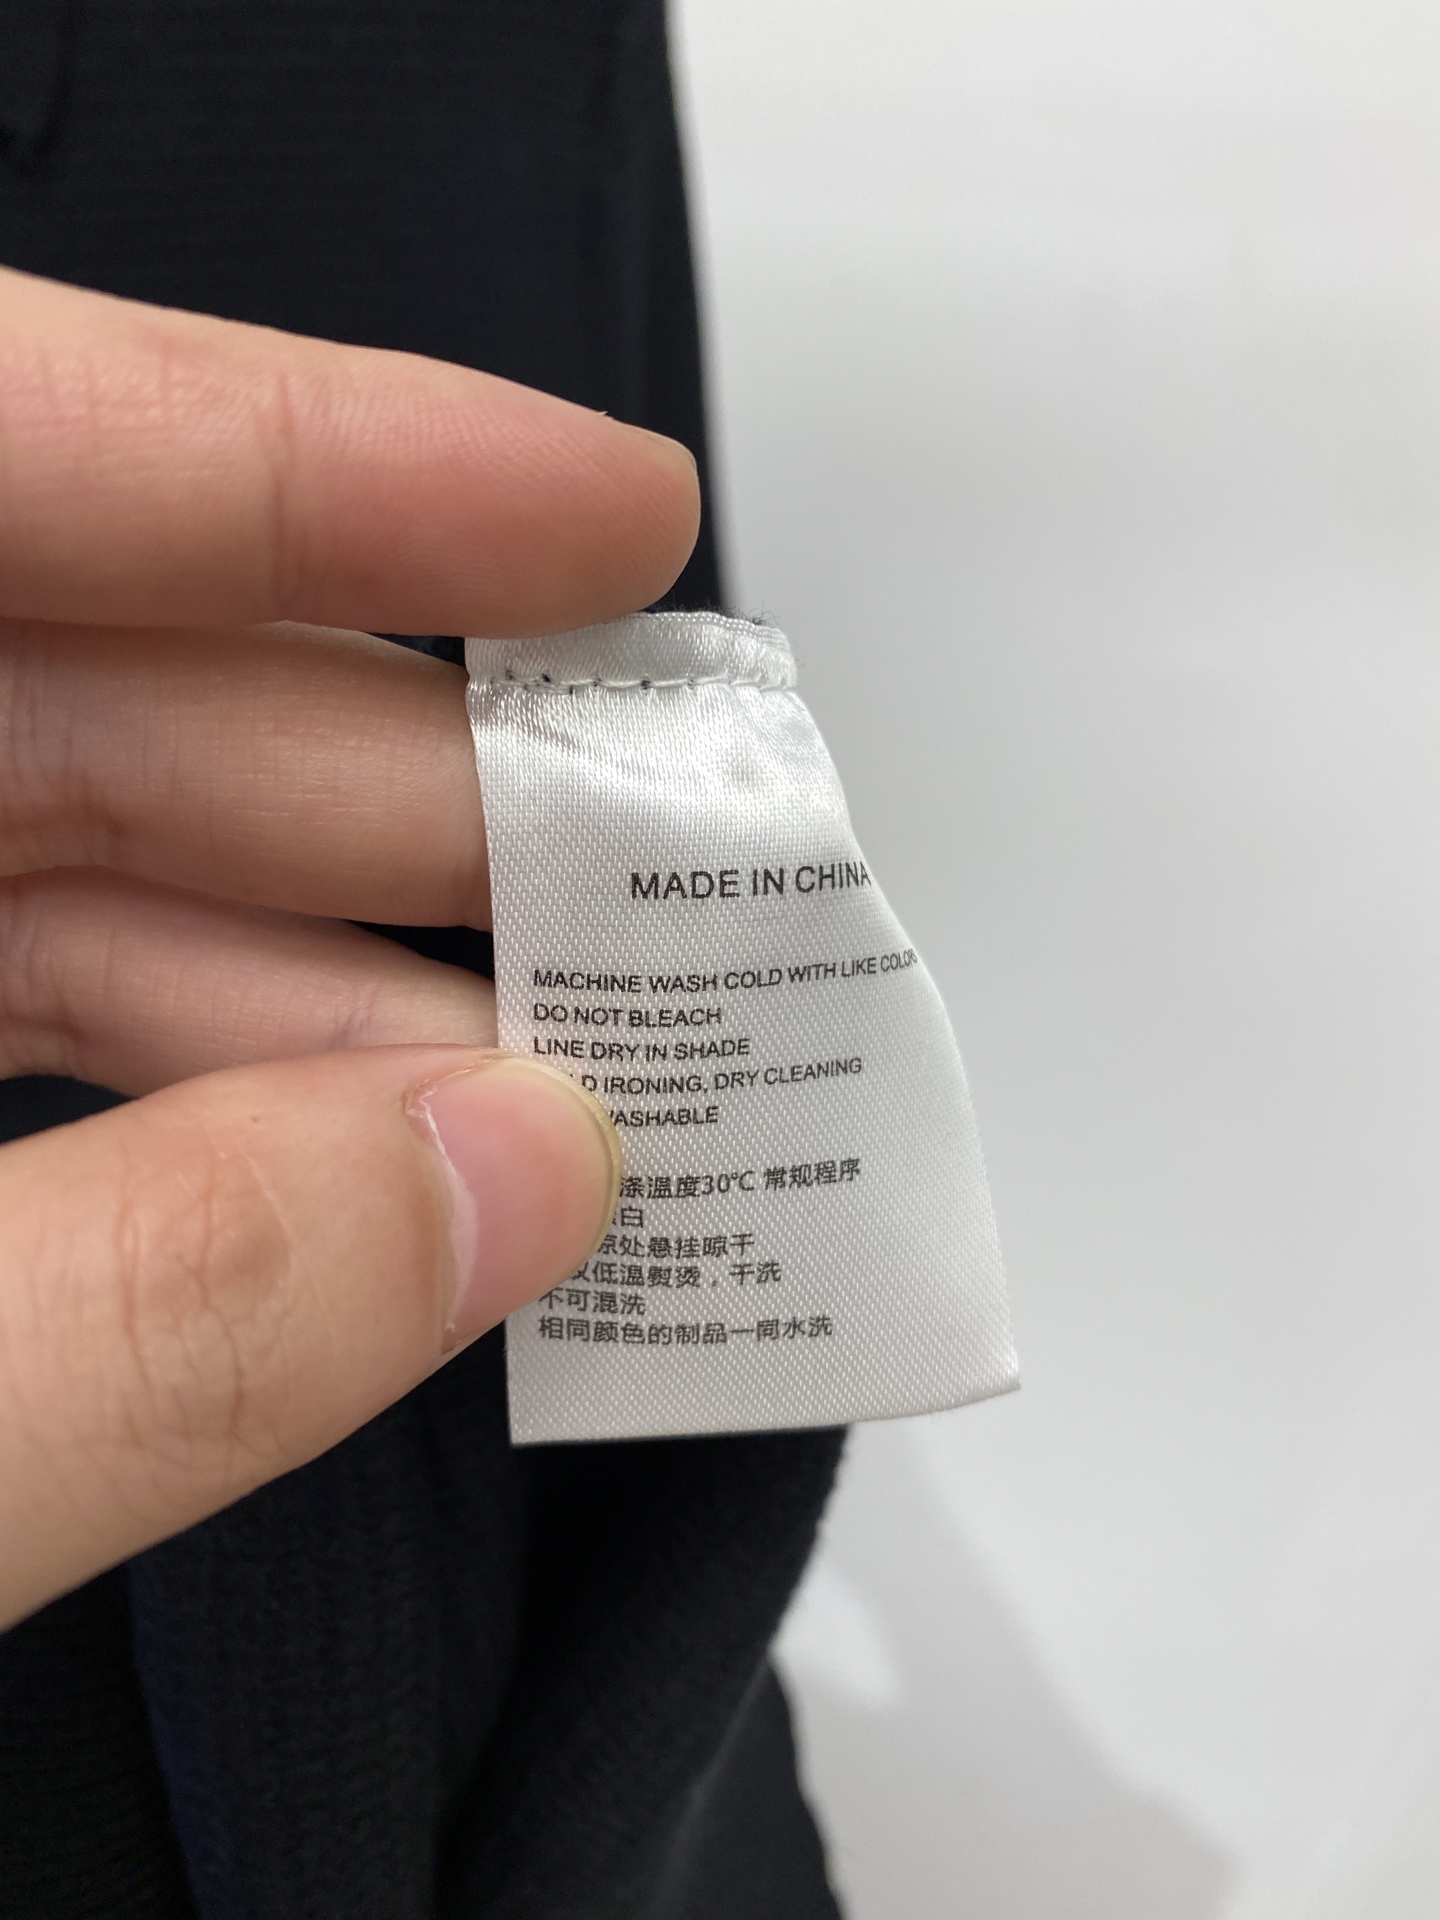 MADE IN CHINA
MACHINE WASH COLD WITH LIKE COLORS
DO NOT BLEACH
LINE DRY IN SHADE
IRONING, DRY CLEANING
WASHABLE
涤温度30℃ 常规程序
白
处悬挂晾干
仅低温熨烫，干洗
不可混洗
相同颜色的制品一同水洗